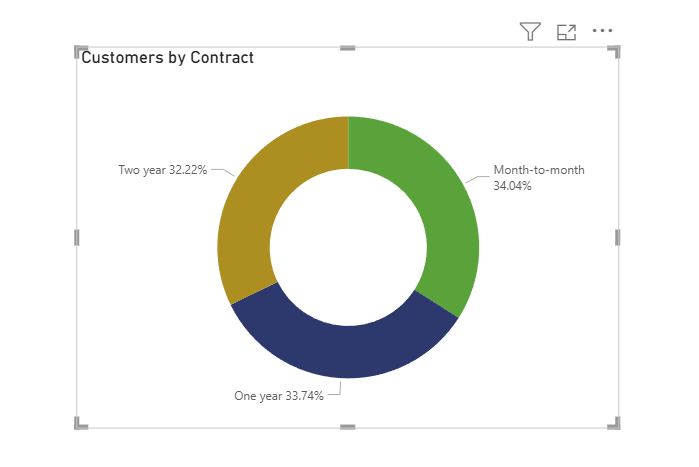 Customers by Contract
Two year 32.22%
Month-to-month
34.04%
One year 33.74%